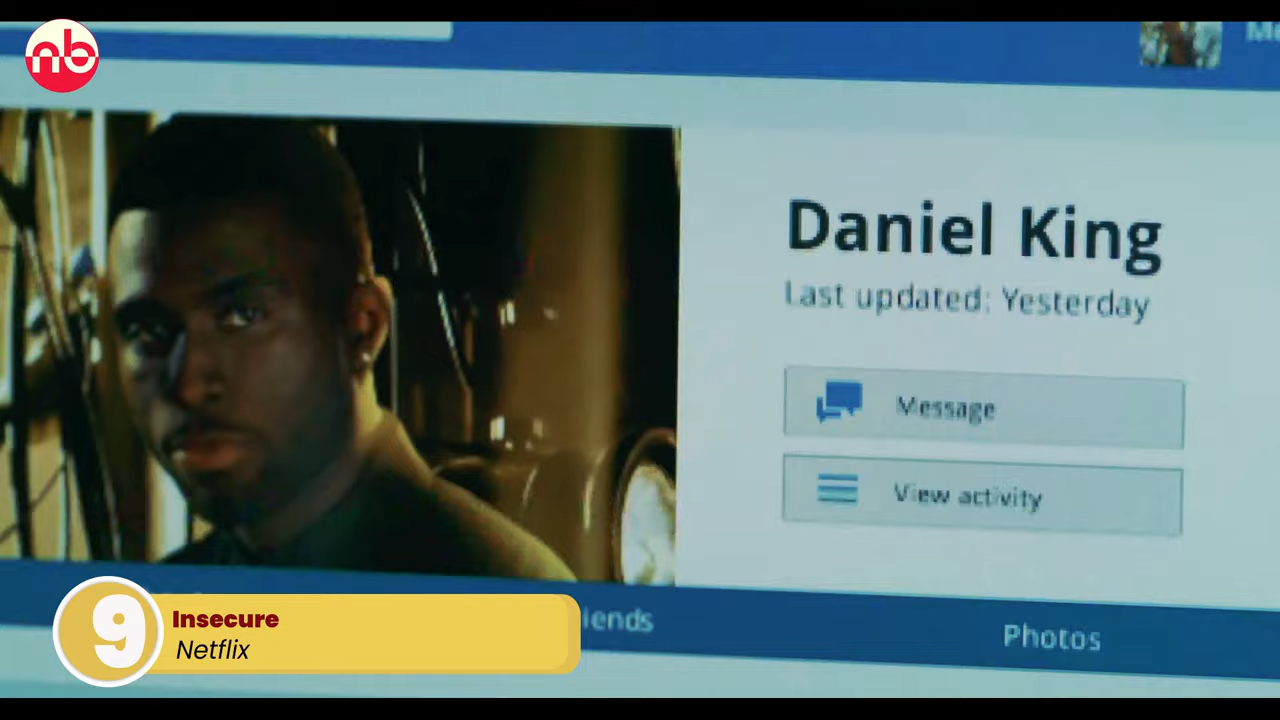 nb
Daniel King
Last updated: Yesterday
Message
View activity
iends
Photos
9
Insecure
Netflix